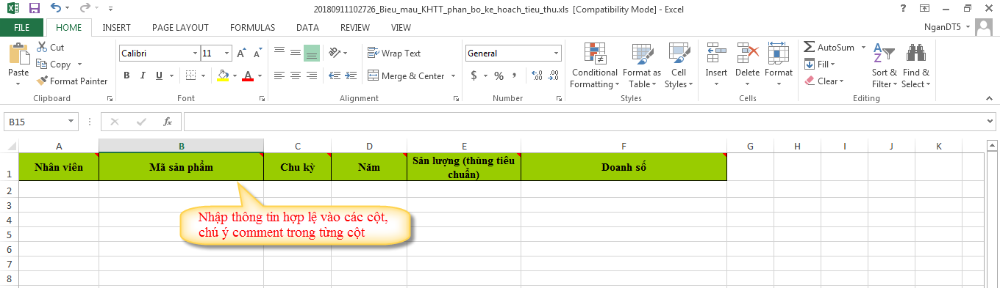 20180911102726_Bieu_mau_KHTT_phan_bo_ke_hoach_tieu_thu.xls [Compatibility Mode] - Excel
FILE HOME INSERT PAGE LAYOUT FORMULAS DATA REVIEW VIEW NganDT5
Paste
Cut
Copy
Format Painter
Clipboard
Calibri 11 A A
B I U A
Font
Wrap Text
Merge & Center
Alignment
General
$ % ,
Number
Conditional Formatting
Format as Table
Cell Styles
Styles
Insert Delete Format
Cells
AutoSum
Fill
Clear
Sort & Filter
Find & Select
Editing
B15 fx
A B C D E F G H I J K
1 Nhân viên Mã sản phẩm Chu kỳ Năm Sản lượng (thùng tiêu chuẩn) Doanh số
2
3
4
5
6
7
8
Nhập thông tin hợp lệ vào các cột,
chú ý comment trong từng cột